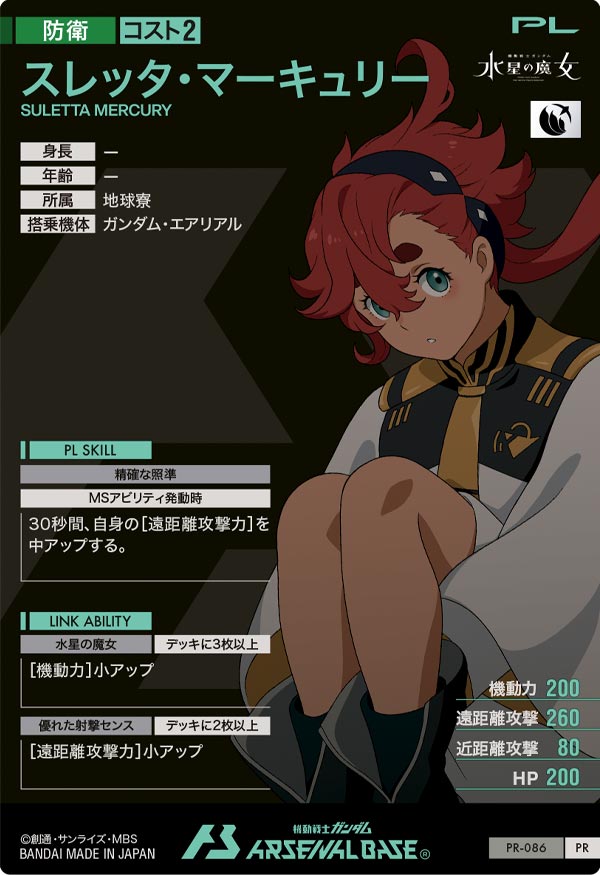 防衛 コスト2
PL
スレッタ・マーキュリー
SULETTA MERCURY
機動戦士ガンダム
水星の魔女
身長 ー
年齢 ー
所属 地球寮
搭乗機体 ガンダム・エアリアル
PL SKILL
精確な照準
MSアビリティ発動時
30秒間、自身の[遠距離攻撃力]を
中アップする。
LINK ABILITY
水星の魔女 デッキに3枚以上
[機動力]小アップ
優れた射撃センス デッキに2枚以上
[遠距離攻撃力]小アップ
機動力 200
遠距離攻撃 260
近距離攻撃 80
HP 200
©創通・サンライズ・MBS
BANDAI MADE IN JAPAN
機動戦士ガンダム
AB ARSENAL BASE®
PR-086 PR